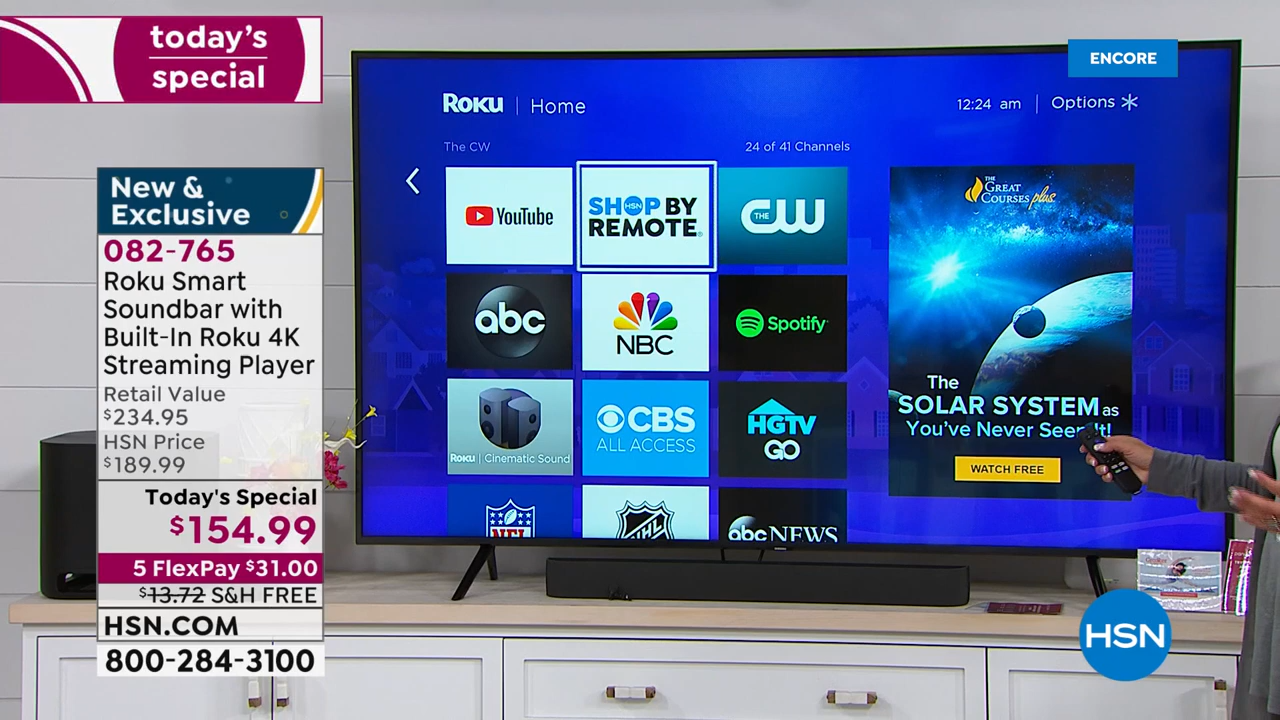 today's
special
ENCORE
New &
Exclusive
082-765
Roku Smart
Soundbar with
Built-In Roku 4K
Streaming Player
Retail Value
$234.95
HSN Price
$189.99
Today's Special
$154.99
5 FlexPay $31.00
$13.72 S&H FREE
HSN.COM
800-284-3100
Roku | Home
12:24 am | Options
The CW
24 of 41 Channels
YouTube
SHOP BY
HSN
REMOTE®
THE CW
abc
NBC
Spotify
Roku | Cinematic Sound
CBS
ALL ACCESS
HGTV
GO
NFL
NHL
abc NEWS
THE
GREAT
COURSES plus
The
SOLAR SYSTEM as
You've Never Seen It!
WATCH FREE
HSN